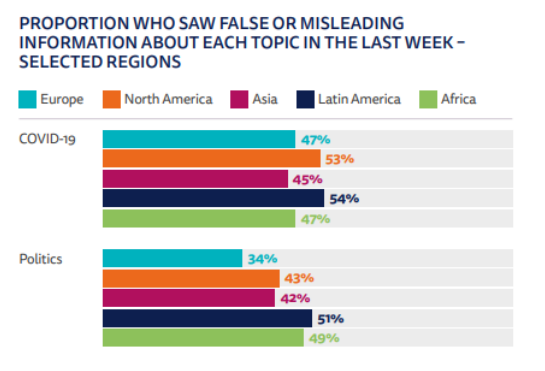 PROPORTION WHO SAW FALSE OR MISLEADING
INFORMATION ABOUT EACH TOPIC IN THE LAST WEEK –
SELECTED REGIONS
Europe North America Asia Latin America Africa
COVID-19
47%
53%
45%
54%
47%
Politics
34%
43%
42%
51%
49%